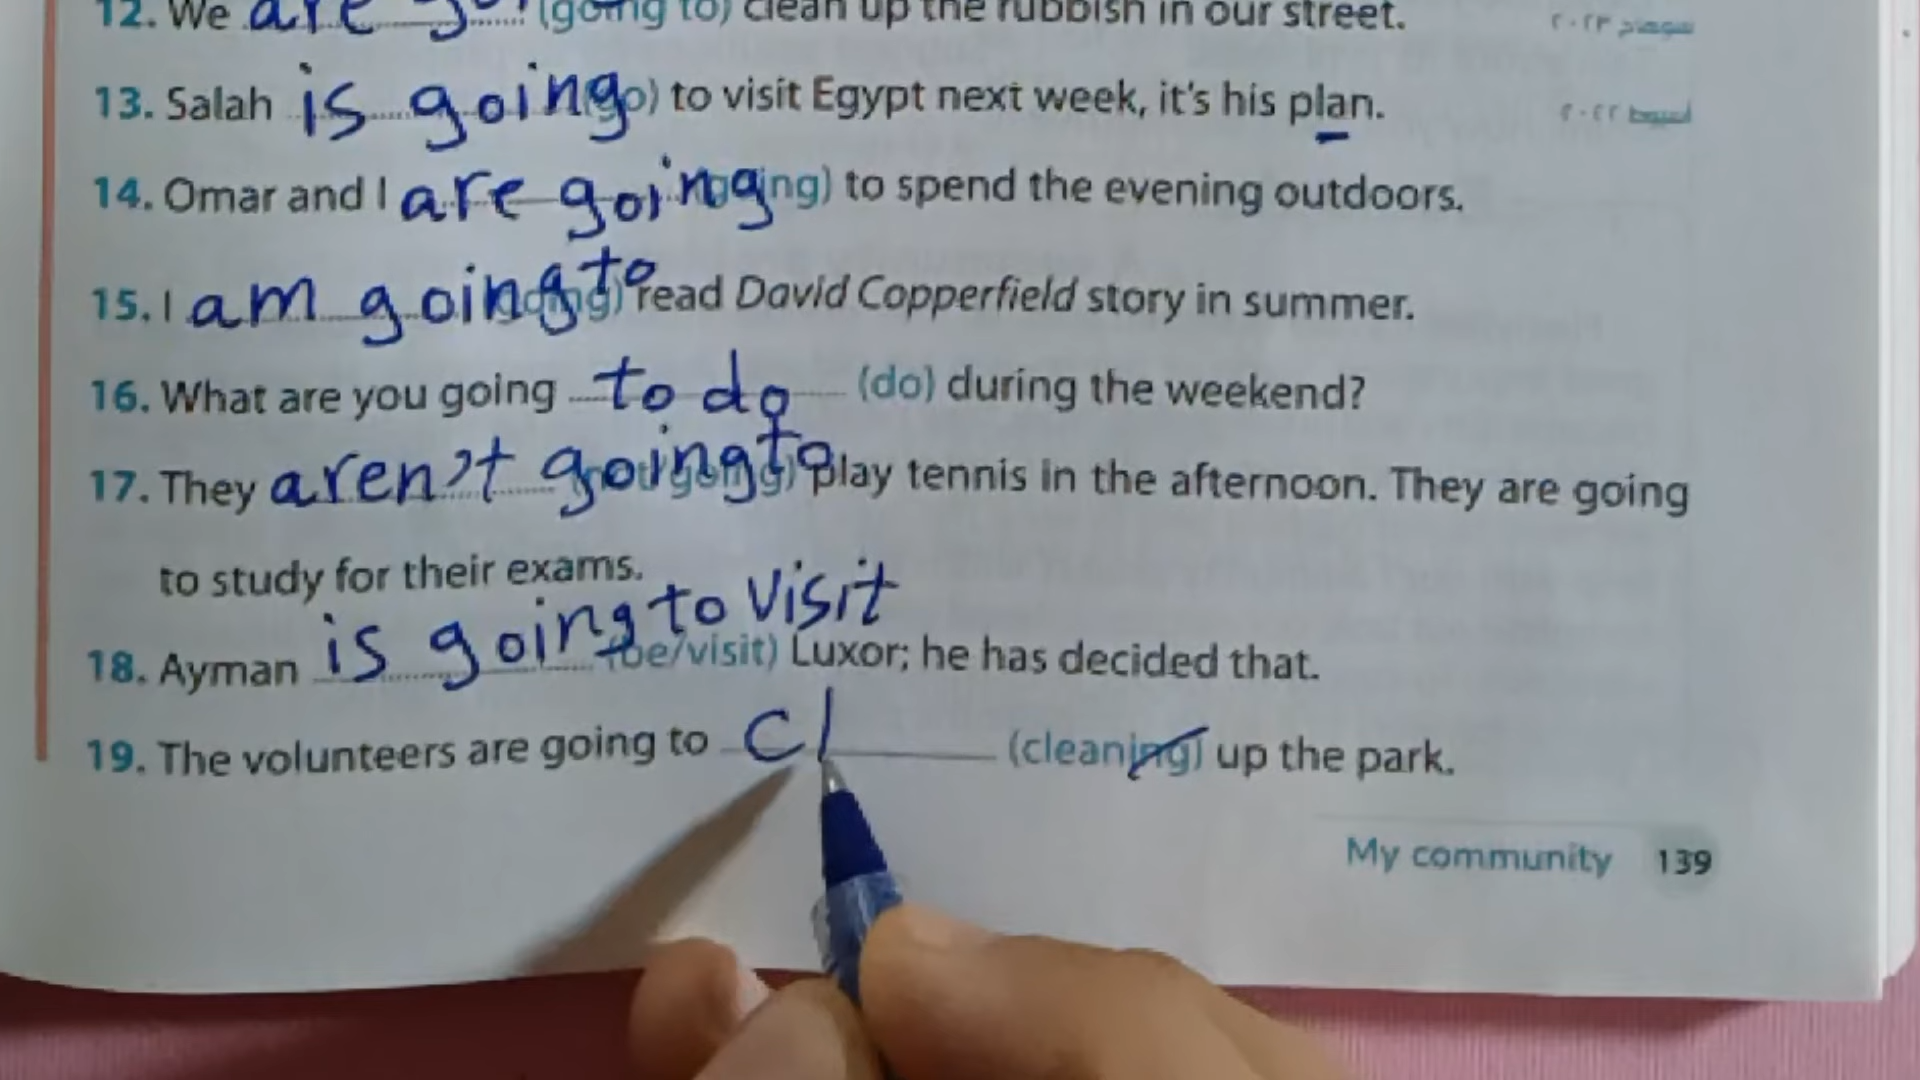 12. We are (going to) clean up the rubbish in our street. سوهاج ٢٠٢٣
13. Salah is going (go) to visit Egypt next week, it's his plan. أسيوط ٢٠٢٢
14. Omar and I are going (going) to spend the evening outdoors.
15. I am going to (going) read David Copperfield story in summer.
16. What are you going to do (do) during the weekend?
17. They aren't going to (not/going) play tennis in the afternoon. They are going
to study for their exams.
18. Ayman is going to visit (be/visit) Luxor; he has decided that.
19. The volunteers are going to cl (cleaning) up the park.
My community 139